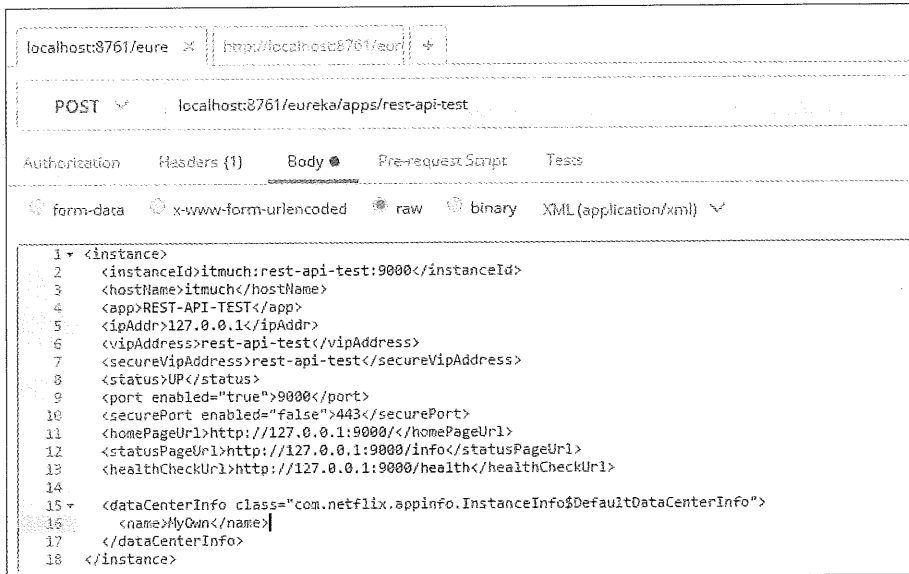 localhost:8761/eure × http://localhost:8761/eur +
POST localhost:8761/eureka/apps/rest-api-test
Authorization Headers (1) Body Pre-request Script Tests
form-data x-www-form-urlencoded raw binary XML (application/xml)
1 <instance>
2 <instanceId>itmuch:rest-api-test:9000</instanceId>
3 <hostName>itmuch</hostName>
4 <app>REST-API-TEST</app>
5 <ipAddr>127.0.0.1</ipAddr>
6 <vipAddress>rest-api-test</vipAddress>
7 <secureVipAddress>rest-api-test</secureVipAddress>
8 <status>UP</status>
9 <port enabled="true">9000</port>
10 <securePort enabled="false">443</securePort>
11 <homePageUrl>http://127.0.0.1:9000/</homePageUrl>
12 <statusPageUrl>http://127.0.0.1:9000/info</statusPageUrl>
13 <healthCheckUrl>http://127.0.0.1:9000/health</healthCheckUrl>
14
15 <dataCenterInfo class="com.netflix.appinfo.InstanceInfo$DefaultDataCenterInfo">
16 <name>MyOwn</name>
17 </dataCenterInfo>
18 </instance>